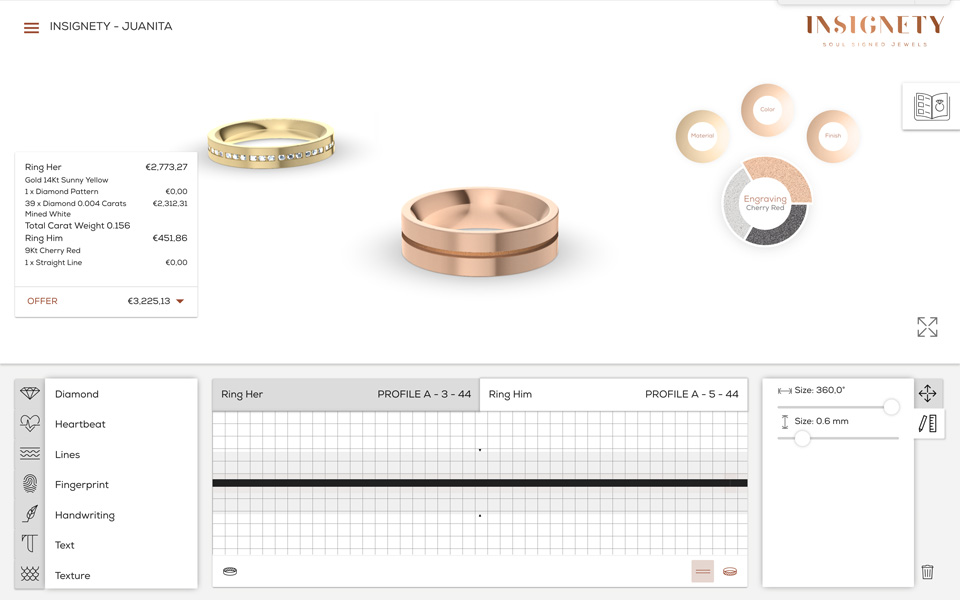 INSIGNETY - JUANITA
INSIGNETY
SOUL SIGNED JEWELS
Color
Material
Finish
Engraving
Cherry Red
Ring Her €2,773,27
Gold 14Kt Sunny Yellow
1 x Diamond Pattern €0,00
39 x Diamond 0.004 Carats €2,312,31
Mined White
Total Carat Weight 0.156
Ring Him €451,86
9Kt Cherry Red
1 x Straight Line €0,00
OFFER €3,225,13
Diamond
Heartbeat
Lines
Fingerprint
Handwriting
Text
Texture
Ring Her PROFILE A - 3 - 44
Ring Him PROFILE A - 5 - 44
Size: 360,0°
Size: 0.6 mm